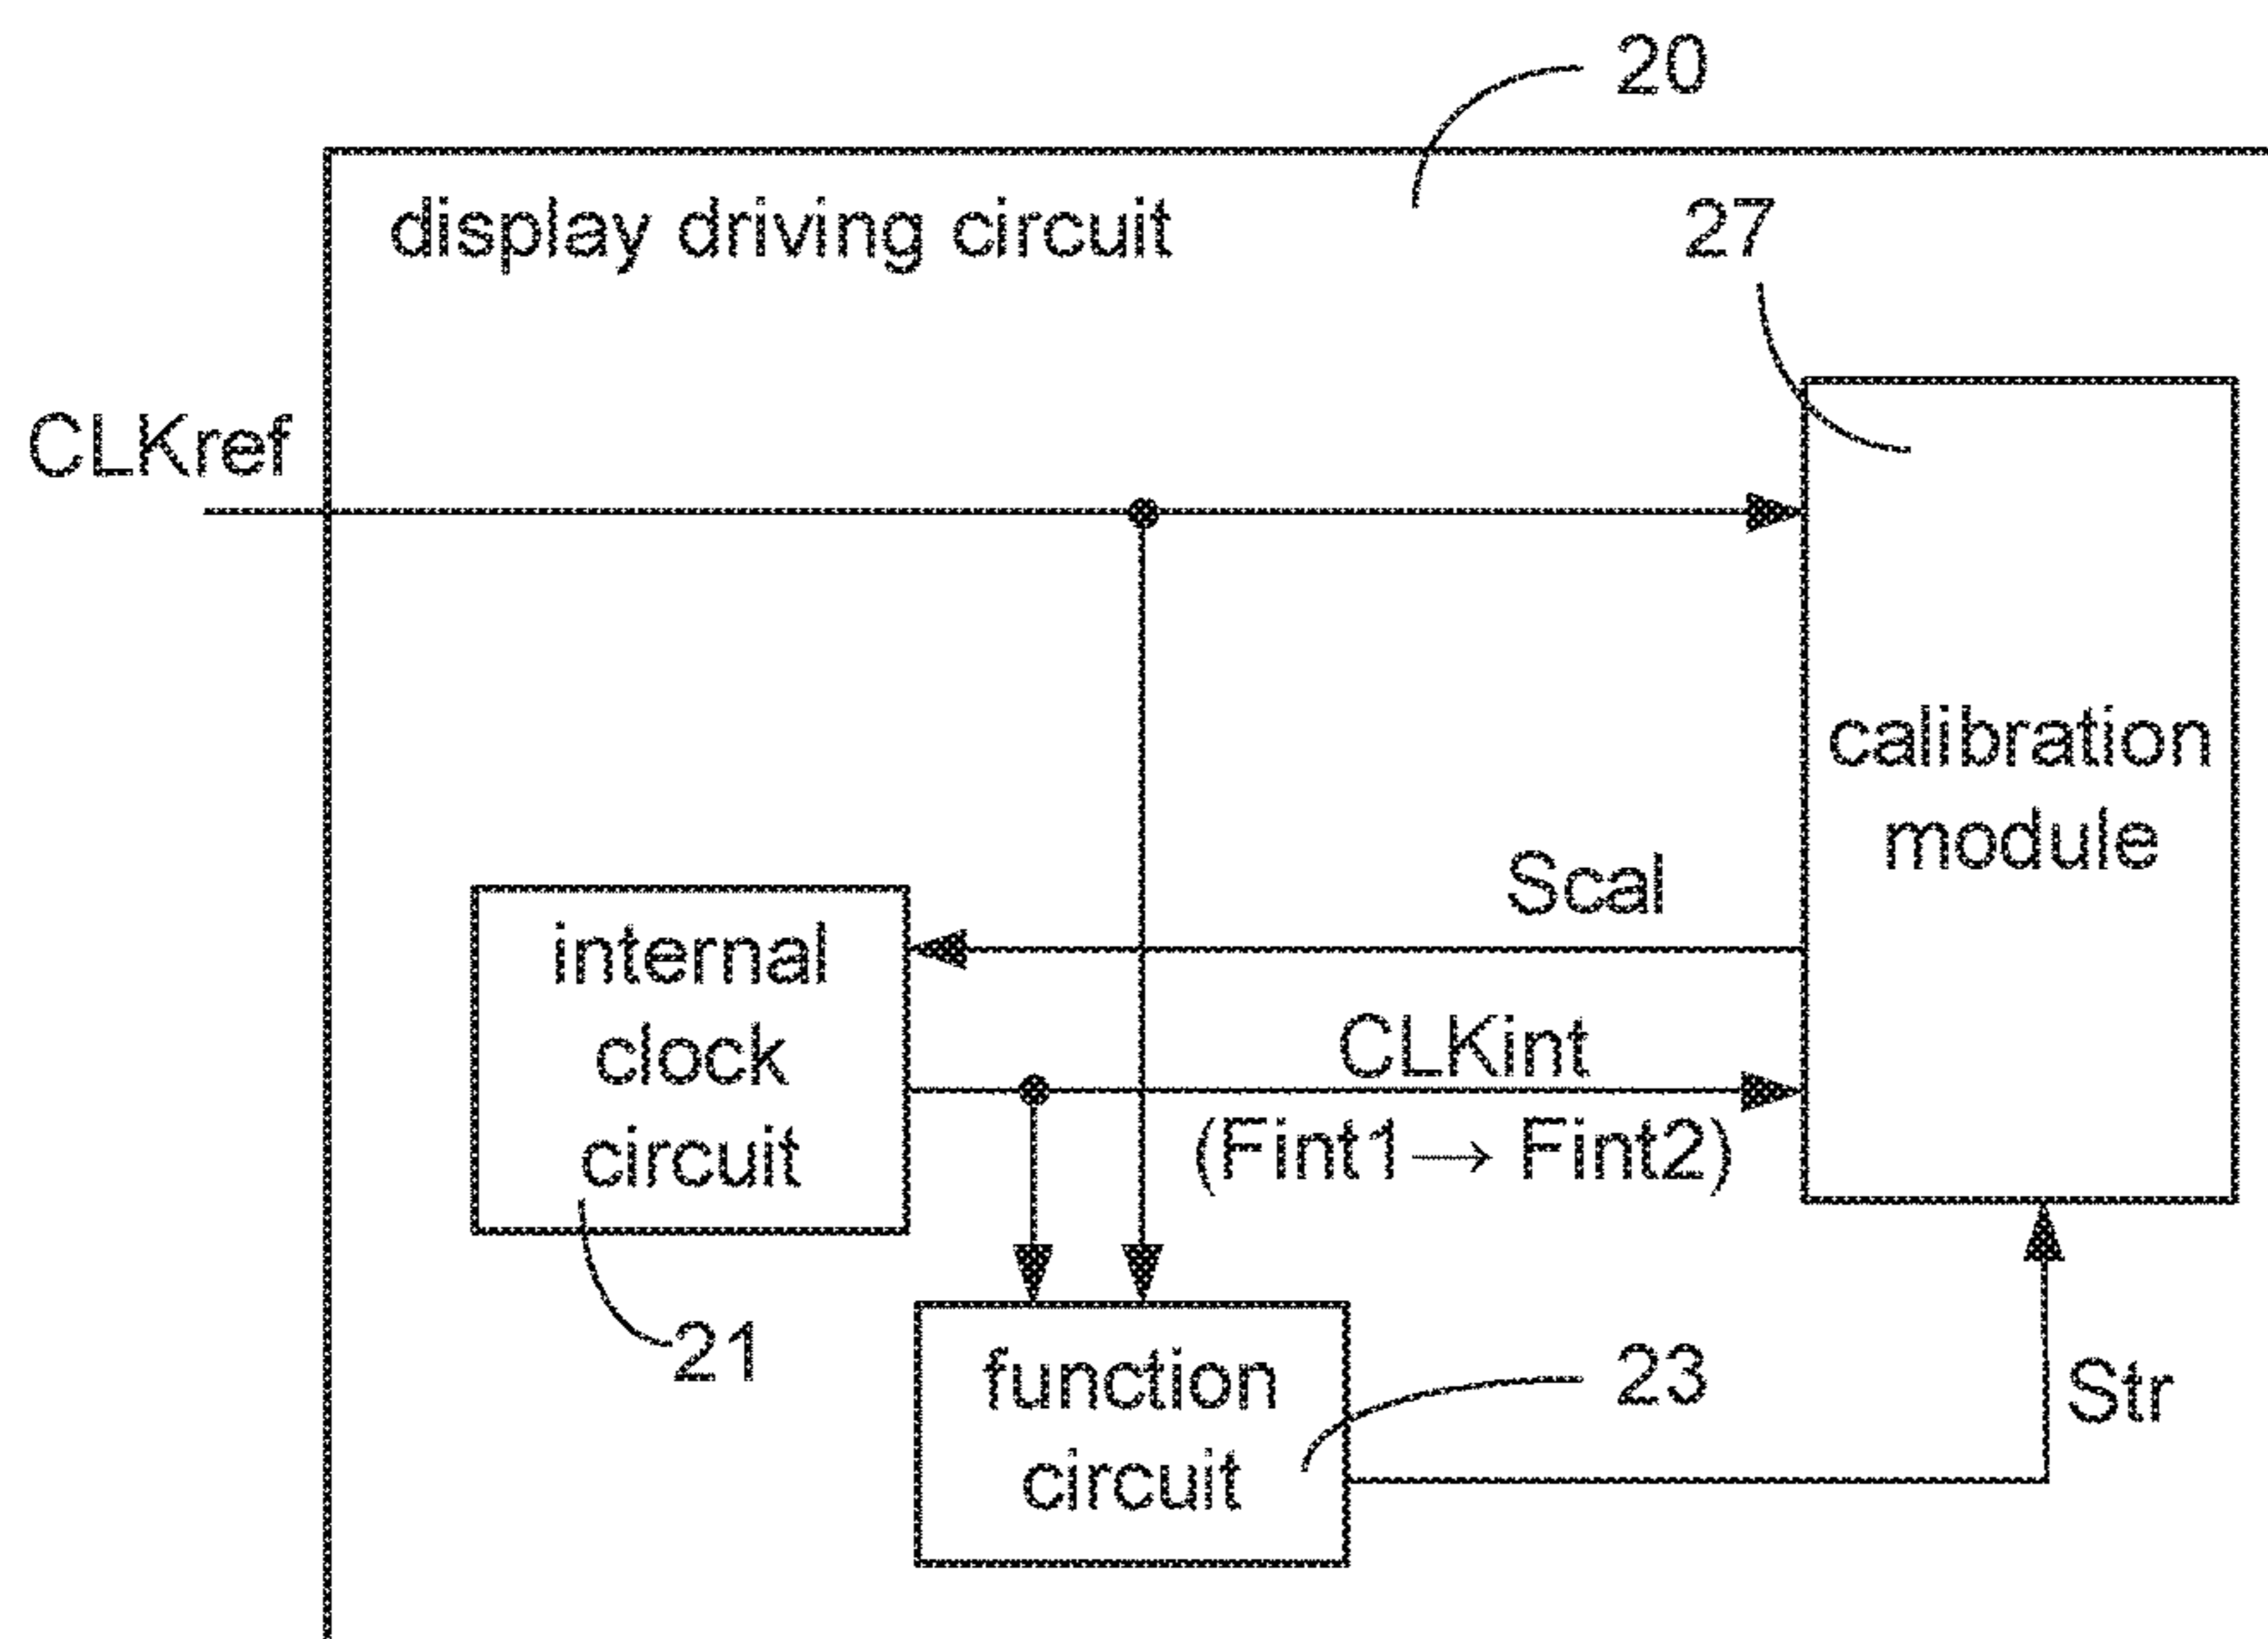 20
display driving circuit
27
CLKref
calibration
module
Scal
internal
clock
circuit
CLKint
(Fint1→ Fint2)
21
function
circuit
23
Str